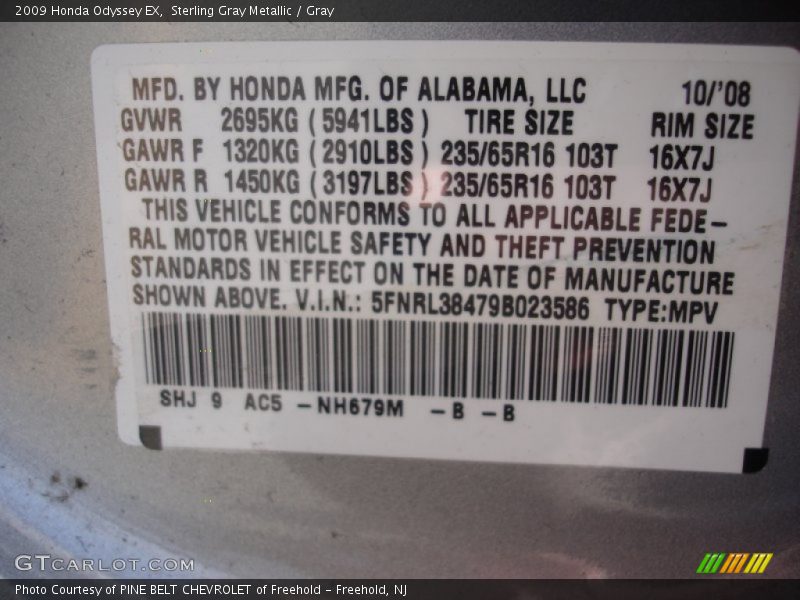 2009 Honda Odyssey EX, Sterling Gray Metallic / Gray
MFD. BY HONDA MFG. OF ALABAMA, LLC 10/'08
GVWR 2695KG (5941LBS) TIRE SIZE RIM SIZE
GAWR F 1320KG (2910LBS) 235/65R16 103T 16X7J
GAWR R 1450KG (3197LBS) 235/65R16 103T 16X7J
THIS VEHICLE CONFORMS TO ALL APPLICABLE FEDE-
RAL MOTOR VEHICLE SAFETY AND THEFT PREVENTION
STANDARDS IN EFFECT ON THE DATE OF MANUFACTURE
SHOWN ABOVE. V.I.N.: 5FNRL38479B023586 TYPE:MPV
SHJ 9 AC5 -NH679M -B -B
GTCARLOT.COM
Photo Courtesy of PINE BELT CHEVROLET of Freehold - Freehold, NJ